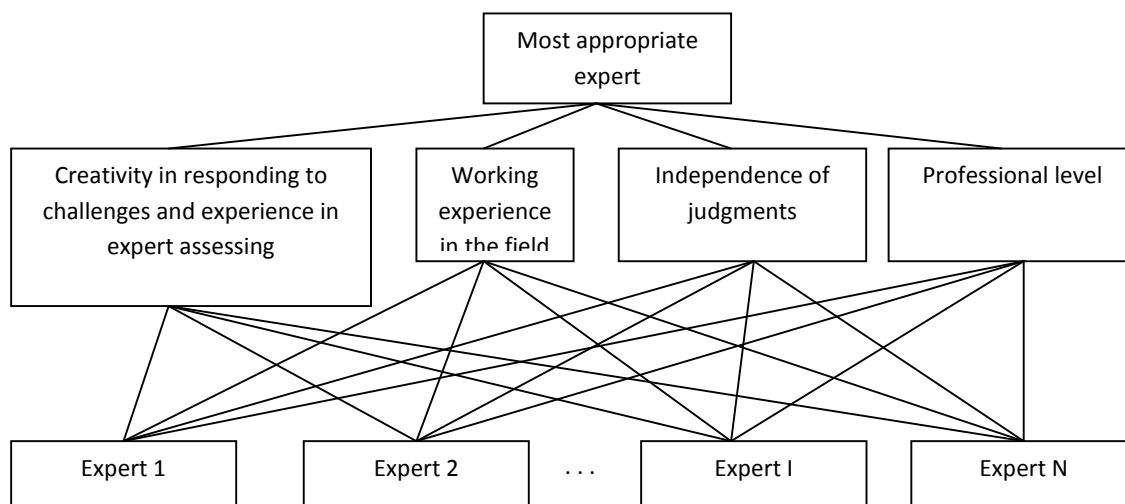 Most appropriate
expert
Creativity in responding to
challenges and experience in
expert assessing
Working
experience
in the field
Independence of
judgments
Professional level
Expert 1
Expert 2
. . .
Expert I
Expert N